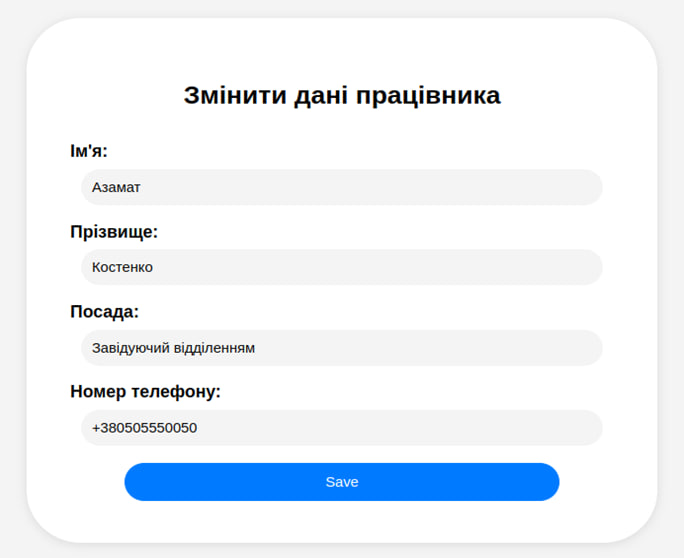 Змінити дані працівника
Ім'я:
Азамат
Прізвище:
Костенко
Посада:
Завідуючий відділенням
Номер телефону:
+380505550050
Save